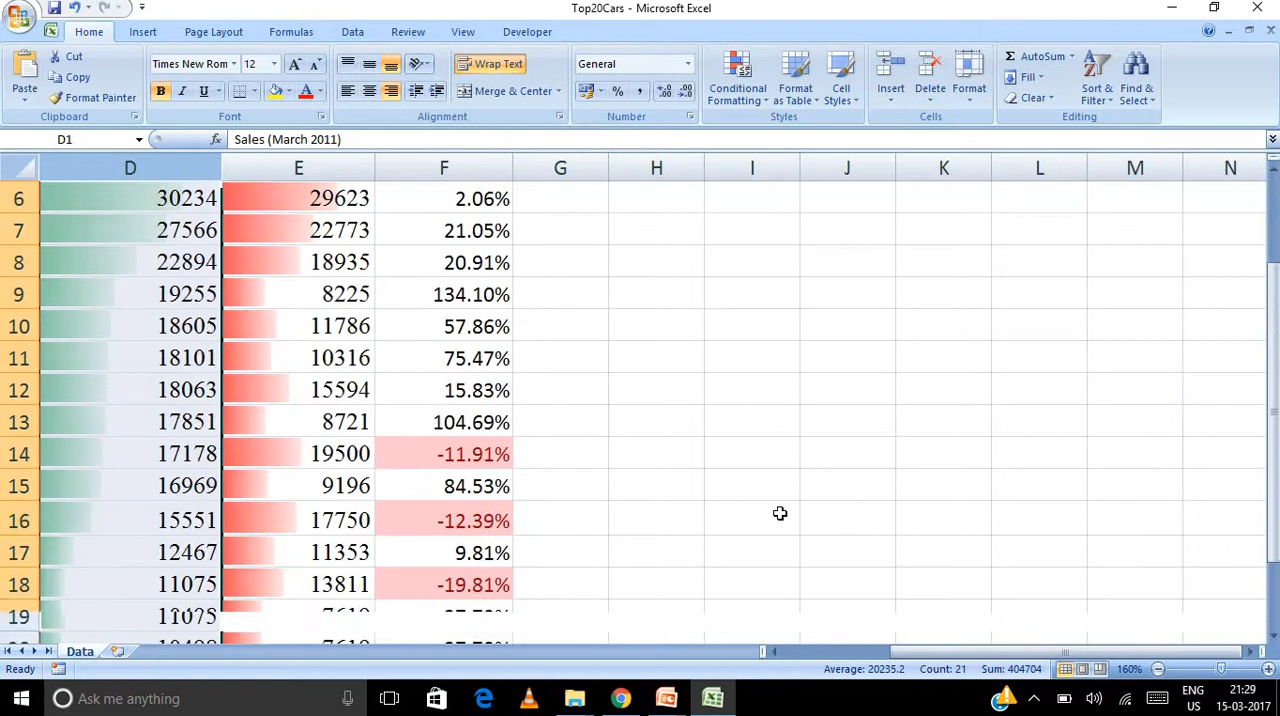 Top20Cars - Microsoft Excel
Home Insert Page Layout Formulas Data Review View Developer
Paste
Cut
Copy
Format Painter
Clipboard
Times New Rom 12
B I U
Font
Wrap Text
Merge & Center
Alignment
General
Number
Conditional Formatting
Format as Table
Cell Styles
Styles
Insert Delete Format
Cells
AutoSum
Fill
Clear
Sort & Filter
Find & Select
Editing
D1 fx Sales (March 2011)
D E F G H I J K L M N
6 30234 29623 2.06%
7 27566 22773 21.05%
8 22894 18935 20.91%
9 19255 8225 134.10%
10 18605 11786 57.86%
11 18101 10316 75.47%
12 18063 15594 15.83%
13 17851 8721 104.69%
14 17178 19500 -11.91%
15 16969 9196 84.53%
16 15551 17750 -12.39%
17 12467 11353 9.81%
18 11075 13811 -19.81%
19 11075
Data
Ready Average: 20235.2 Count: 21 Sum: 404704 160%
Ask me anything
ENG US
21:29
15-03-2017